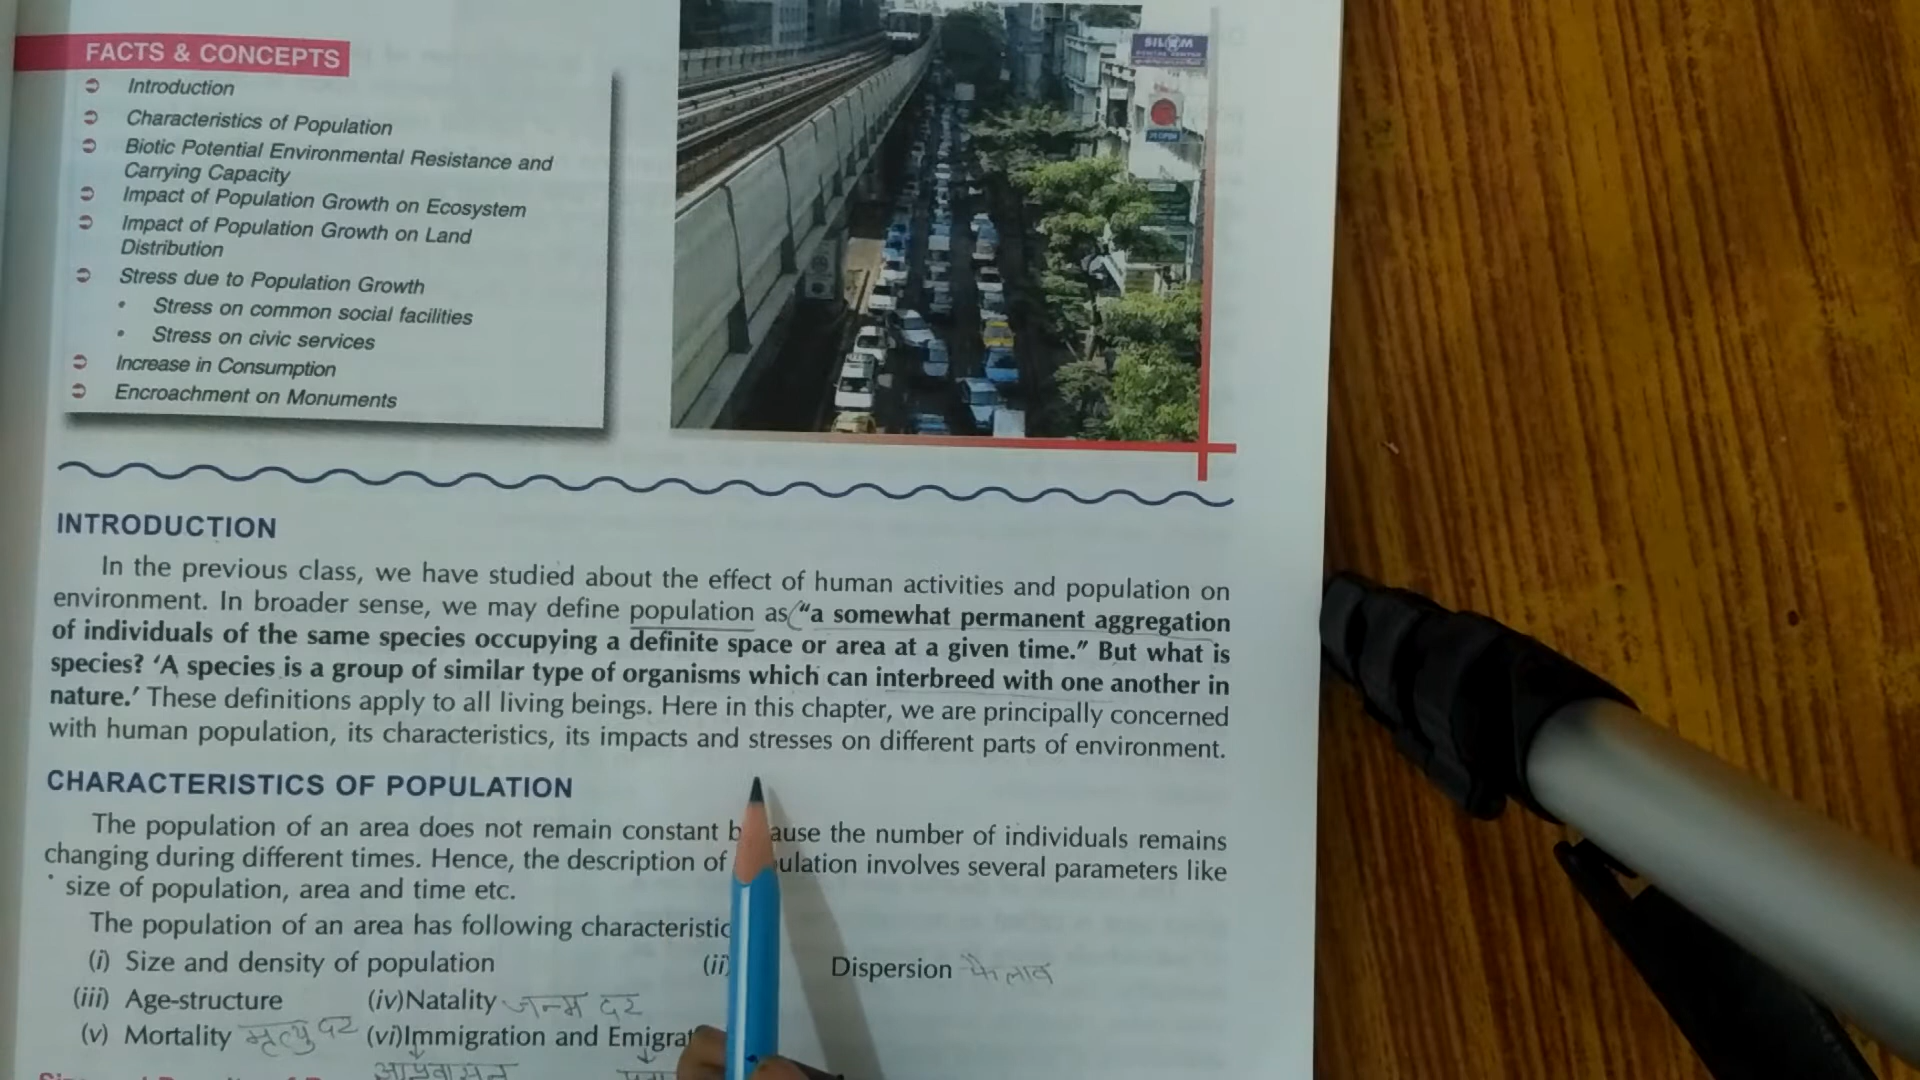 FACTS & CONCEPTS
Introduction
Characteristics of Population
Biotic Potential Environmental Resistance and
Carrying Capacity
Impact of Population Growth on Ecosystem
Impact of Population Growth on Land
Distribution
Stress due to Population Growth
• Stress on common social facilities
• Stress on civic services
Increase in Consumption
Encroachment on Monuments
SILOM
INTRODUCTION
In the previous class, we have studied about the effect of human activities and population on
environment. In broader sense, we may define population as “a somewhat permanent aggregation
of individuals of the same species occupying a definite space or area at a given time.” But what is
species? ‘A species is a group of similar type of organisms which can interbreed with one another in
nature.’ These definitions apply to all living beings. Here in this chapter, we are principally concerned
with human population, its characteristics, its impacts and stresses on different parts of environment.
CHARACTERISTICS OF POPULATION
The population of an area does not remain constant b ause the number of individuals remains
changing during different times. Hence, the description of ulation involves several parameters like
size of population, area and time etc.
The population of an area has following characteristic
(i) Size and density of population (ii) Dispersion फैलाव
(iii) Age-structure (iv)Natality जन्म दर
(v) Mortality मृत्यु दर (vi)Immigration and Emigrat